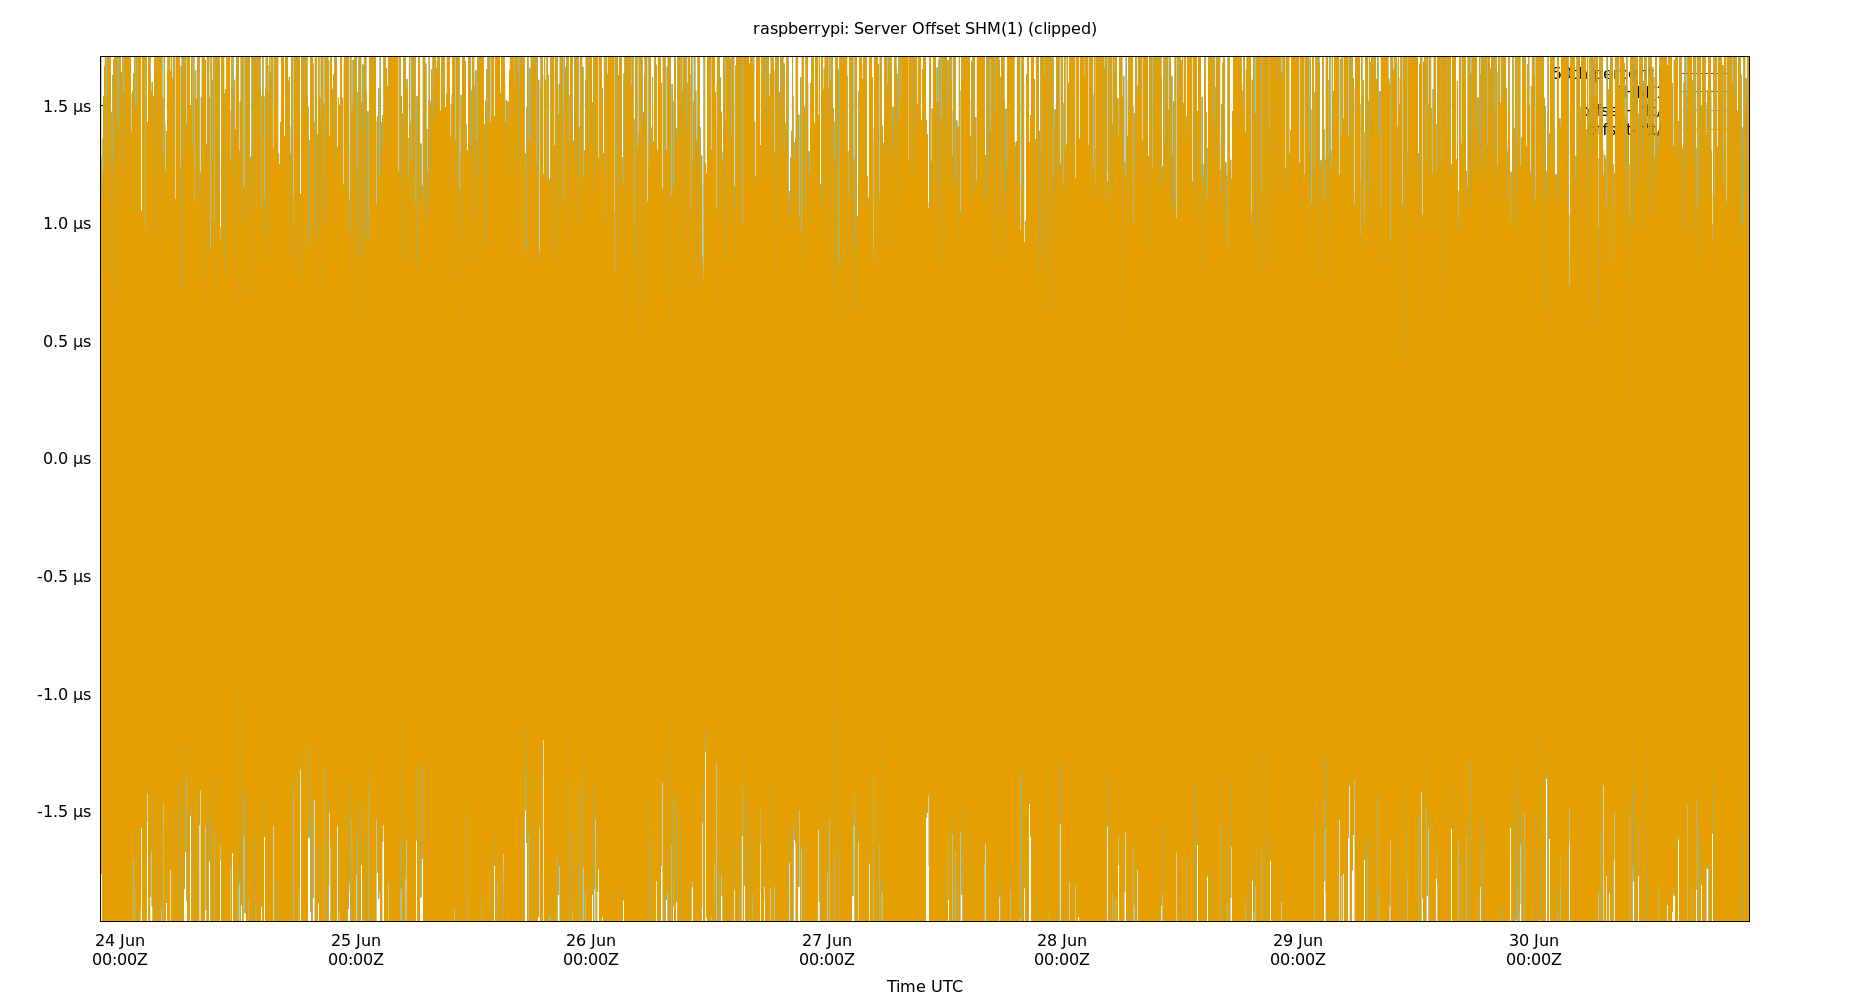 raspberrypi: Server Offset SHM(1) (clipped)
1.5 µs
1.0 µs
0.5 µs
0.0 µs
-0.5 µs
-1.0 µs
-1.5 µs
24 Jun 25 Jun 26 Jun 27 Jun 28 Jun 29 Jun 30 Jun
00:00Z 00:00Z 00:00Z 00:00Z 00:00Z 00:00Z 00:00Z
Time UTC